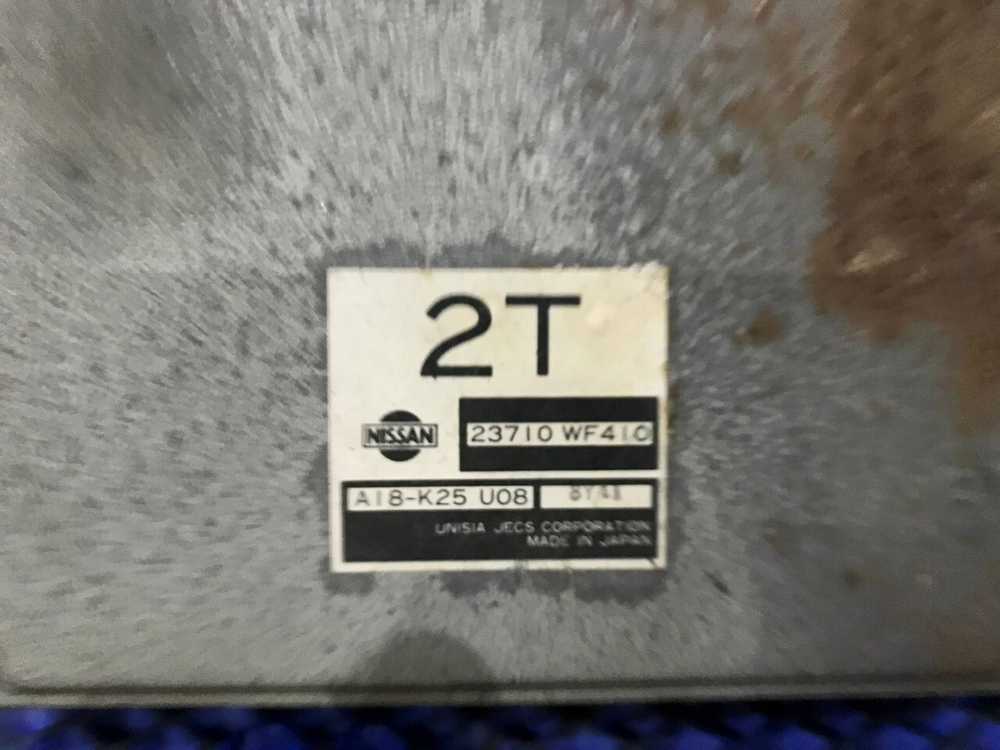 2T
NISSAN
23710 WF410
A18-K25 U08
UNISIA JECS CORPORATION
MADE IN JAPAN